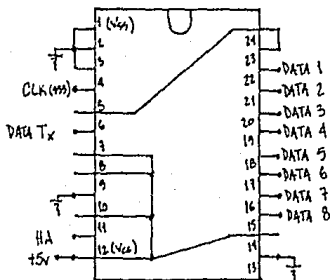 1 (VSS)
2
3
CLK(555) 4
5
DATA Tx 6
7
8
9
10
HA 11
+5v 12 (VCC)
24
23
DATA 1 22
DATA 2 21
DATA 3 20
DATA 4 19
DATA 5 18
DATA 6 17
DATA 7 16
DATA 8 15
14
13